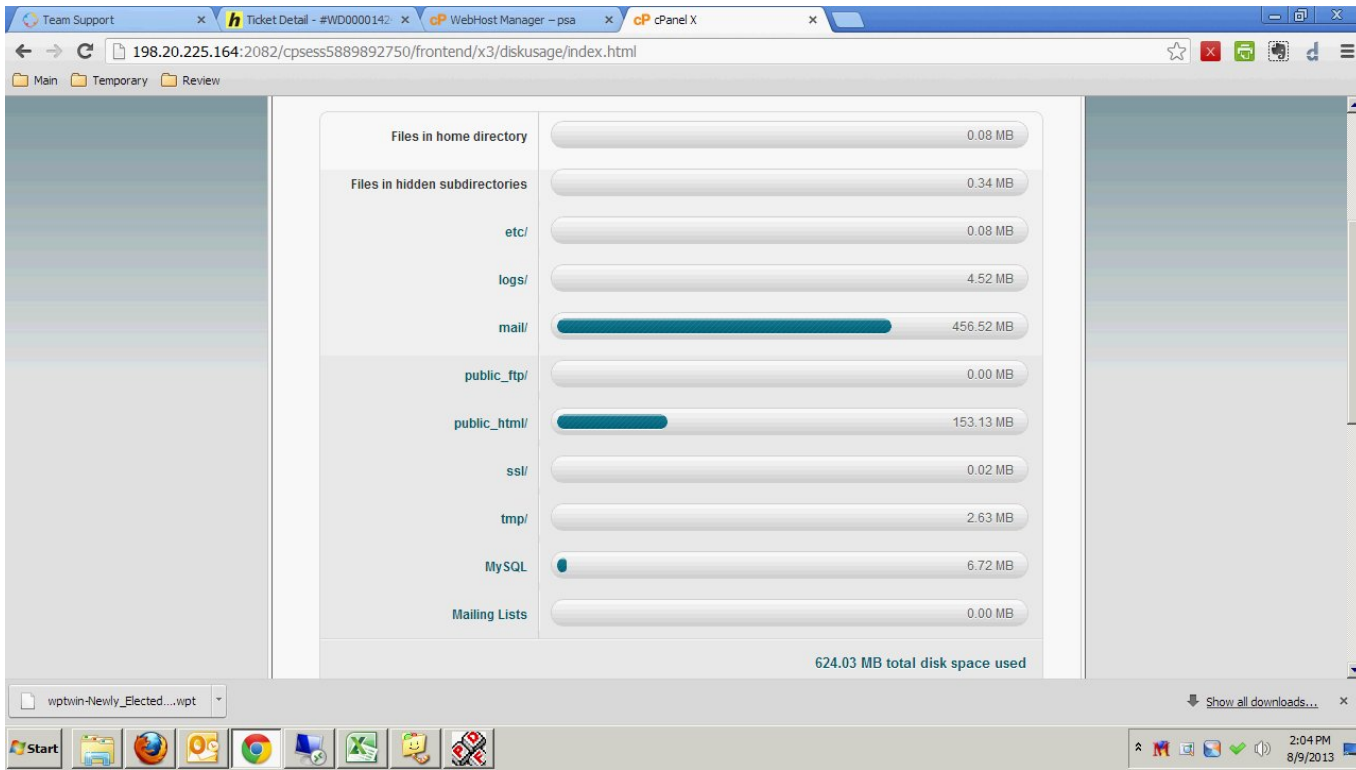 Team Support
h Ticket Detail - #WD0000142-
cP WebHost Manager – psa
cP cPanel X
198.20.225.164:2082/cpsess5889892750/frontend/x3/diskusage/index.html
Main Temporary Review
Files in home directory 0.08 MB
Files in hidden subdirectories 0.34 MB
etc/ 0.08 MB
logs/ 4.52 MB
mail/ 456.52 MB
public_ftp/ 0.00 MB
public_html/ 153.13 MB
ssl/ 0.02 MB
tmp/ 2.63 MB
MySQL 6.72 MB
Mailing Lists 0.00 MB
624.03 MB total disk space used
wptwin-Newly_Elected....wpt
Show all downloads...
Start
2:04 PM
8/9/2013